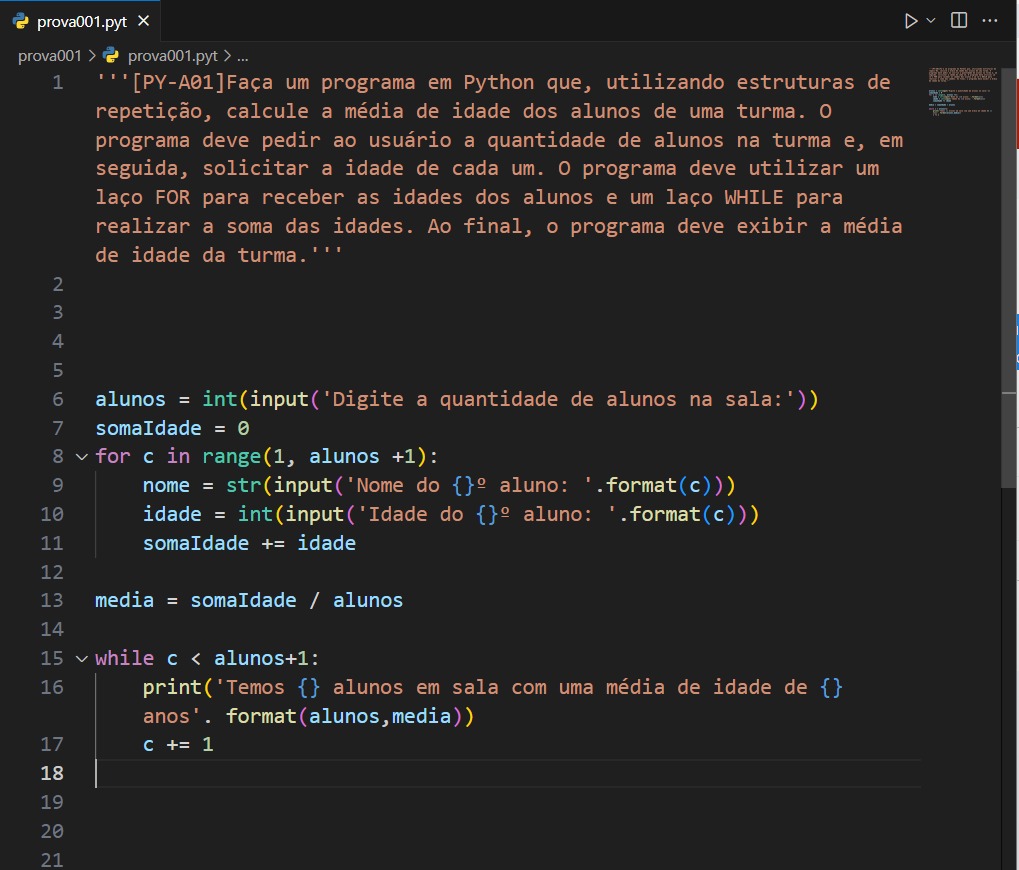 prova001.pyt
prova001 > prova001.pyt > ...
1 '''[PY-A01]Faça um programa em Python que, utilizando estruturas de
repetição, calcule a média de idade dos alunos de uma turma. O
programa deve pedir ao usuário a quantidade de alunos na turma e, em
seguida, solicitar a idade de cada um. O programa deve utilizar um
laço FOR para receber as idades dos alunos e um laço WHILE para
realizar a soma das idades. Ao final, o programa deve exibir a média
de idade da turma.'''
2
3
4
5
6 alunos = int(input('Digite a quantidade de alunos na sala:'))
7 somaIdade = 0
8 for c in range(1, alunos +1):
9     nome = str(input('Nome do {}º aluno: '.format(c)))
10     idade = int(input('Idade do {}º aluno: '.format(c)))
11     somaIdade += idade
12
13 media = somaIdade / alunos
14
15 while c < alunos+1:
16     print('Temos {} alunos em sala com uma média de idade de {}
    anos'. format(alunos,media))
17     c += 1
18
19
20
21